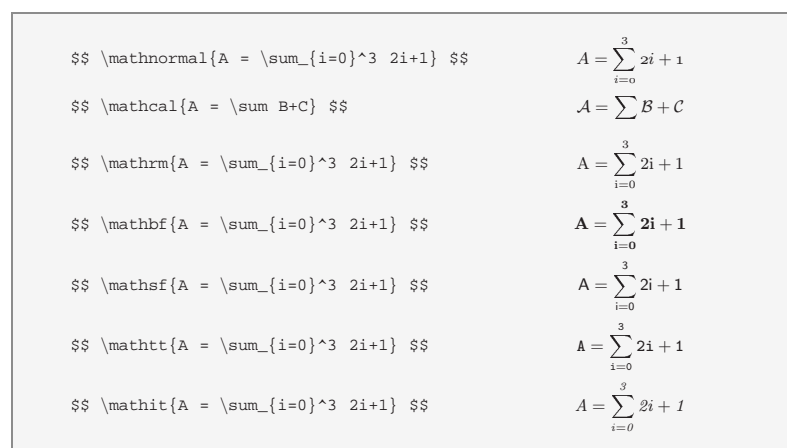 $$ \mathnormal{A = \sum_{i=0}^3 2i+1} $$ A = ∑_{i=0}^{3} 2i + 1
$$ \mathcal{A = \sum B+C} $$ 𝒜 = ∑ ℬ + 𝒞
$$ \mathrm{A = \sum_{i=0}^3 2i+1} $$ A = ∑_{i=0}^{3} 2i + 1
$$ \mathbf{A = \sum_{i=0}^3 2i+1} $$ A = ∑_{i=0}^{3} 2i + 1
$$ \mathsf{A = \sum_{i=0}^3 2i+1} $$ A = ∑_{i=0}^{3} 2i + 1
$$ \mathtt{A = \sum_{i=0}^3 2i+1} $$ A = ∑_{i=0}^{3} 2i + 1
$$ \mathit{A = \sum_{i=0}^3 2i+1} $$ A = ∑_{i=0}^{3} 2i + 1